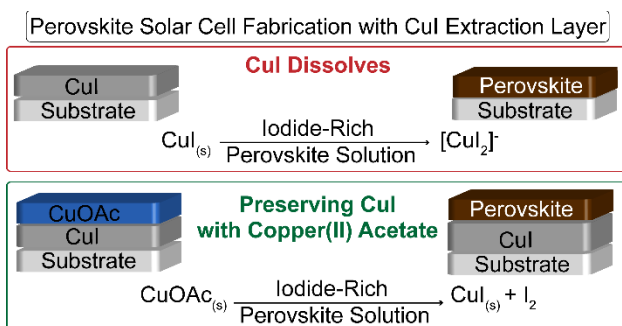 Perovskite Solar Cell Fabrication with CuI Extraction Layer
CuI Dissolves
CuI
Substrate
CuI(s)
Iodide-Rich
Perovskite Solution
[CuI2]-
Perovskite
Substrate
Preserving CuI
with Copper(II) Acetate
CuOAc
CuI
Substrate
CuOAc(s)
Iodide-Rich
Perovskite Solution
CuI(s) + I2
Perovskite
CuI
Substrate